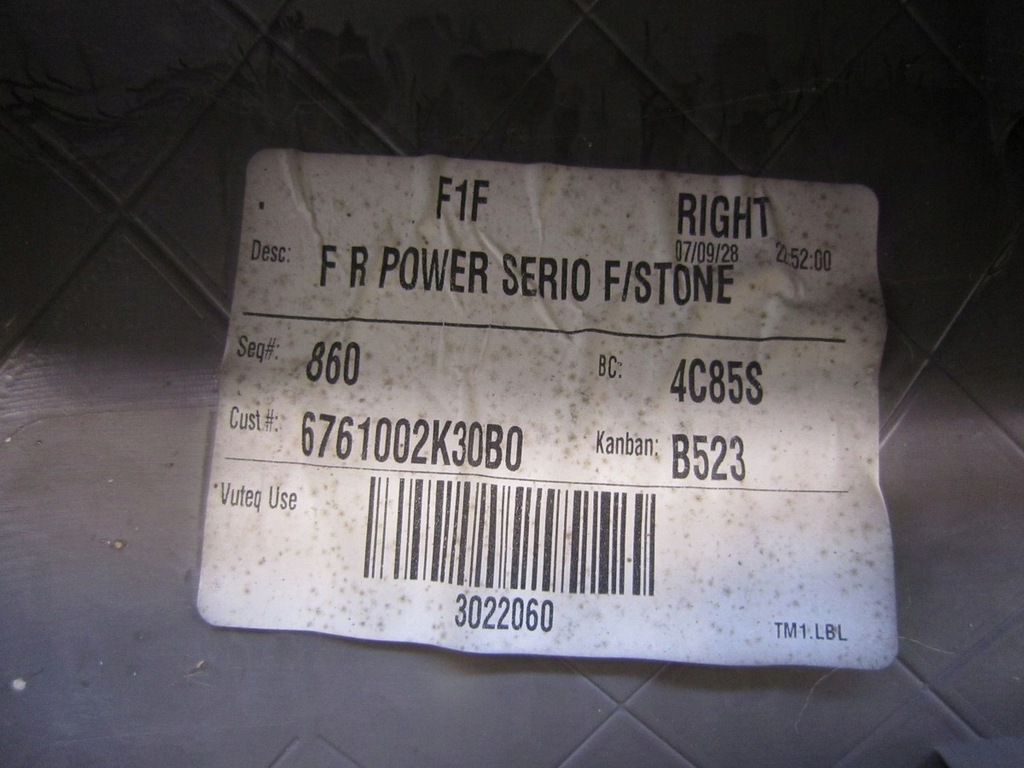 F1F RIGHT
07/09/28 :52:00
Desc: F R POWER SERIO F/STONE
Seq#: 860 BC: 4C85S
Cust#: 6761002K30B0 Kanban: B523
Vuteq Use
3022060
TM1.LBL